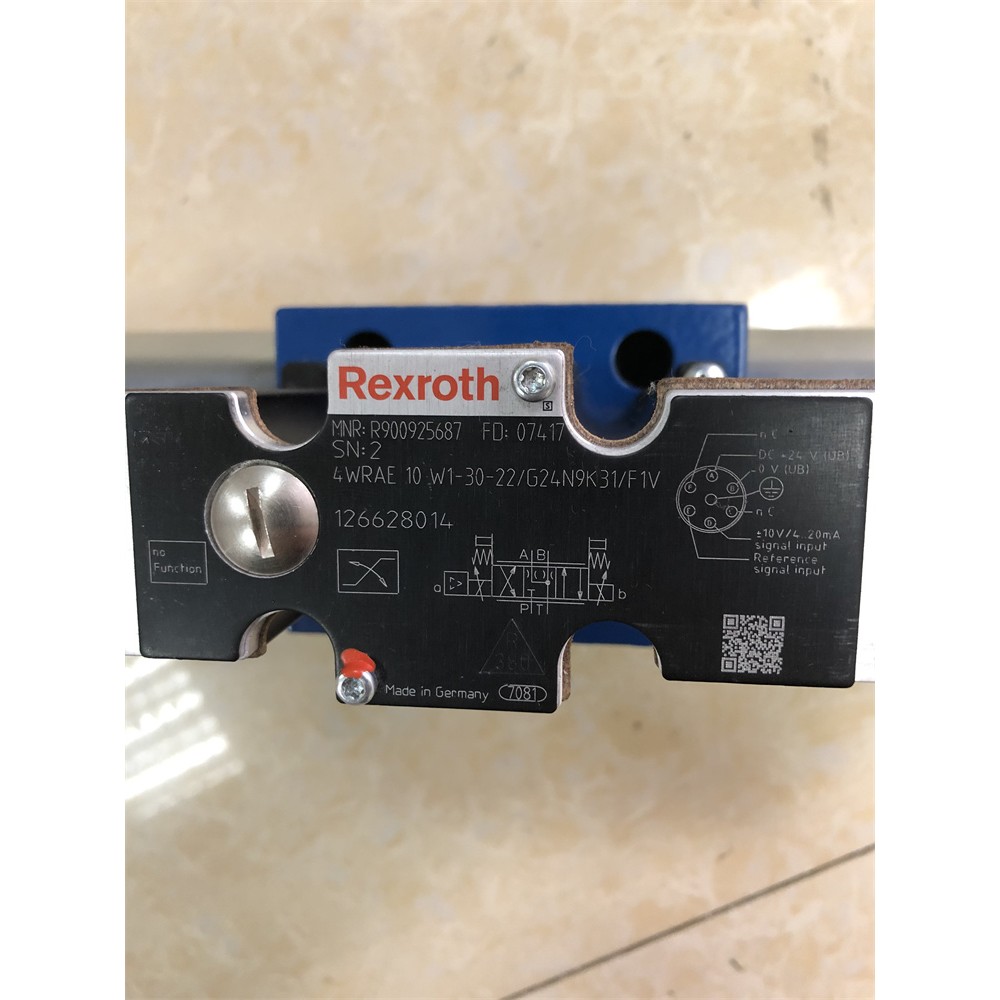 Rexroth
S
MNR: R900925687 FD: 07417
SN: 2
4WRAE 10 W1-30-22/G24N9K31/F1V
126628014
no
Function
A B
a
b
T
P T
n C
DC +24 V (UB)
0 V (UB)
n C
±10V/4..20mA
signal input
Reference
signal input
A
B
C
D
E
F
Made in Germany 7081